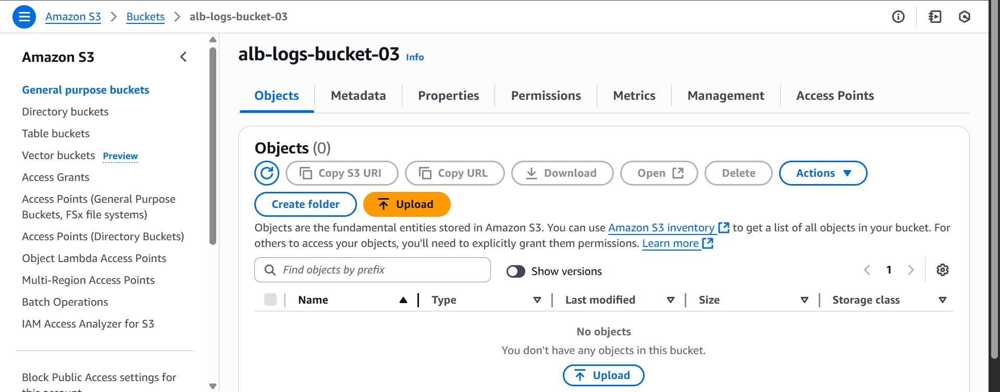 Amazon S3 > Buckets > alb-logs-bucket-03
Amazon S3
General purpose buckets
Directory buckets
Table buckets
Vector buckets Preview
Access Grants
Access Points (General Purpose
Buckets, FSx file systems)
Access Points (Directory Buckets)
Object Lambda Access Points
Multi-Region Access Points
Batch Operations
IAM Access Analyzer for S3
Block Public Access settings for
this account
alb-logs-bucket-03 Info
Objects Metadata Properties Permissions Metrics Management Access Points
Objects (0)
Copy S3 URI Copy URL Download Open Delete Actions
Create folder Upload
Objects are the fundamental entities stored in Amazon S3. You can use Amazon S3 inventory to get a list of all objects in your bucket. For
others to access your objects, you'll need to explicitly grant them permissions. Learn more
Find objects by prefix Show versions 1
Name Type Last modified Size Storage class
No objects
You don't have any objects in this bucket.
Upload